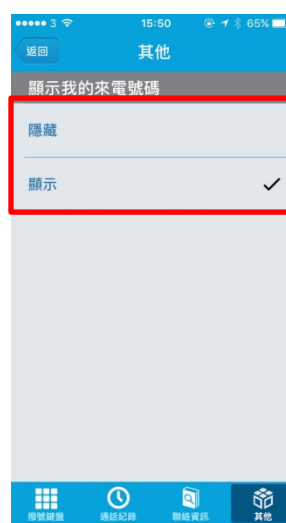 3 15:50 65%
返回 其他
顯示我的來電號碼
隱藏
顯示
撥號鍵盤 通話紀錄 聯絡資訊 其他